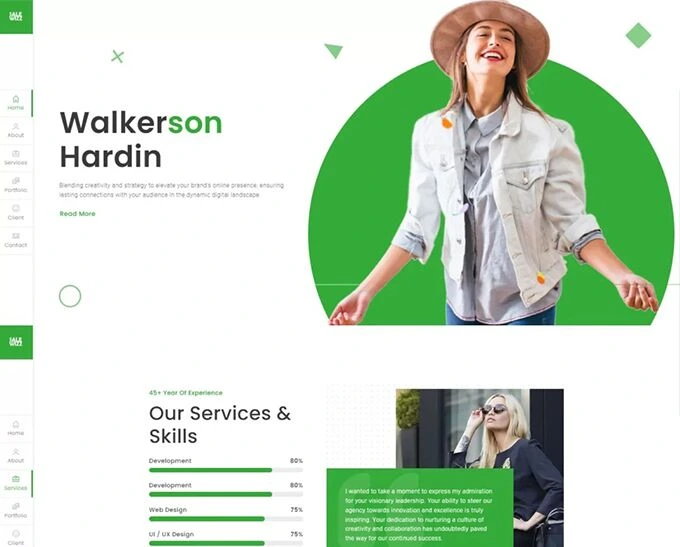 Home
About
Services
Portfolio
Client
Contact
Walkerson
Hardin
Blending creativity and strategy to elevate your brand's online presence, ensuring
lasting connections with your audience in the dynamic digital landscape
Read More
Home
About
Services
Portfolio
Client
45+ Year Of Experience
Our Services &
Skills
Development 80%
Development 80%
Web Design 75%
UI / UX Design 75%
I wanted to take a moment to express my admiration
for your visionary leadership. Your ability to steer our
agency towards innovation and excellence is truly
inspiring. Your dedication to nurturing a culture of
creativity and collaboration has undoubtedly paved
the way for our continued success.